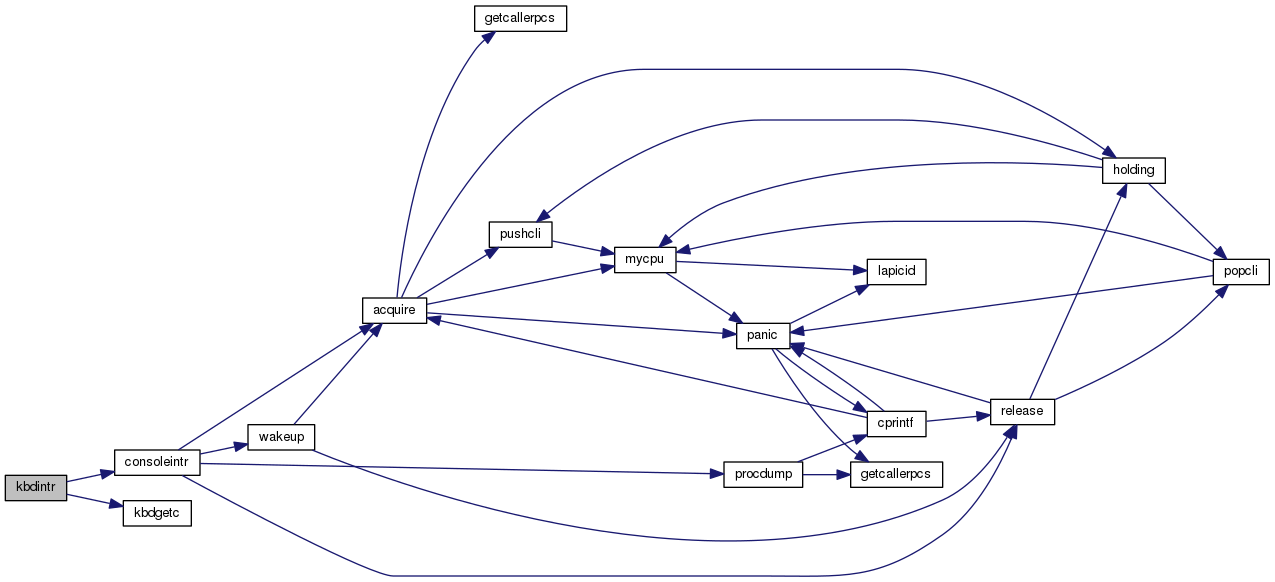 getcallerpcs
holding
pushcli
mycpu
lapicid
popcli
acquire
panic
release
cprintf
wakeup
consoleintr
procdump
getcallerpcs
kbdintr
kbdgetc